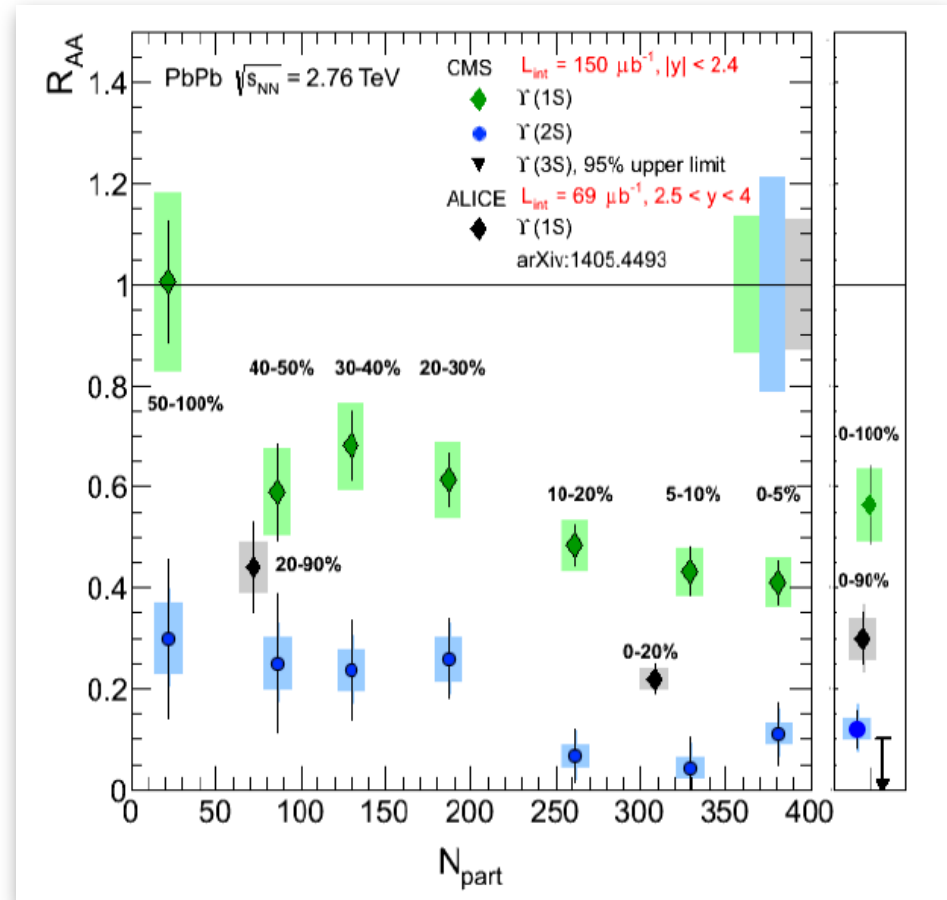 R_AA
PbPb √s_NN = 2.76 TeV
CMS L_int = 150 μb⁻¹, |y| < 2.4
ϒ(1S)
ϒ(2S)
ϒ(3S), 95% upper limit
ALICE L_int = 69 μb⁻¹, 2.5 < y < 4
ϒ(1S)
arXiv:1405.4493
1.4
1.2
1
0.8
0.6
0.4
0.2
0
50-100%
40-50%
30-40%
20-30%
10-20%
5-10%
0-5%
20-90%
0-20%
0-100%
0-90%
0 50 100 150 200 250 300 350 400
N_part